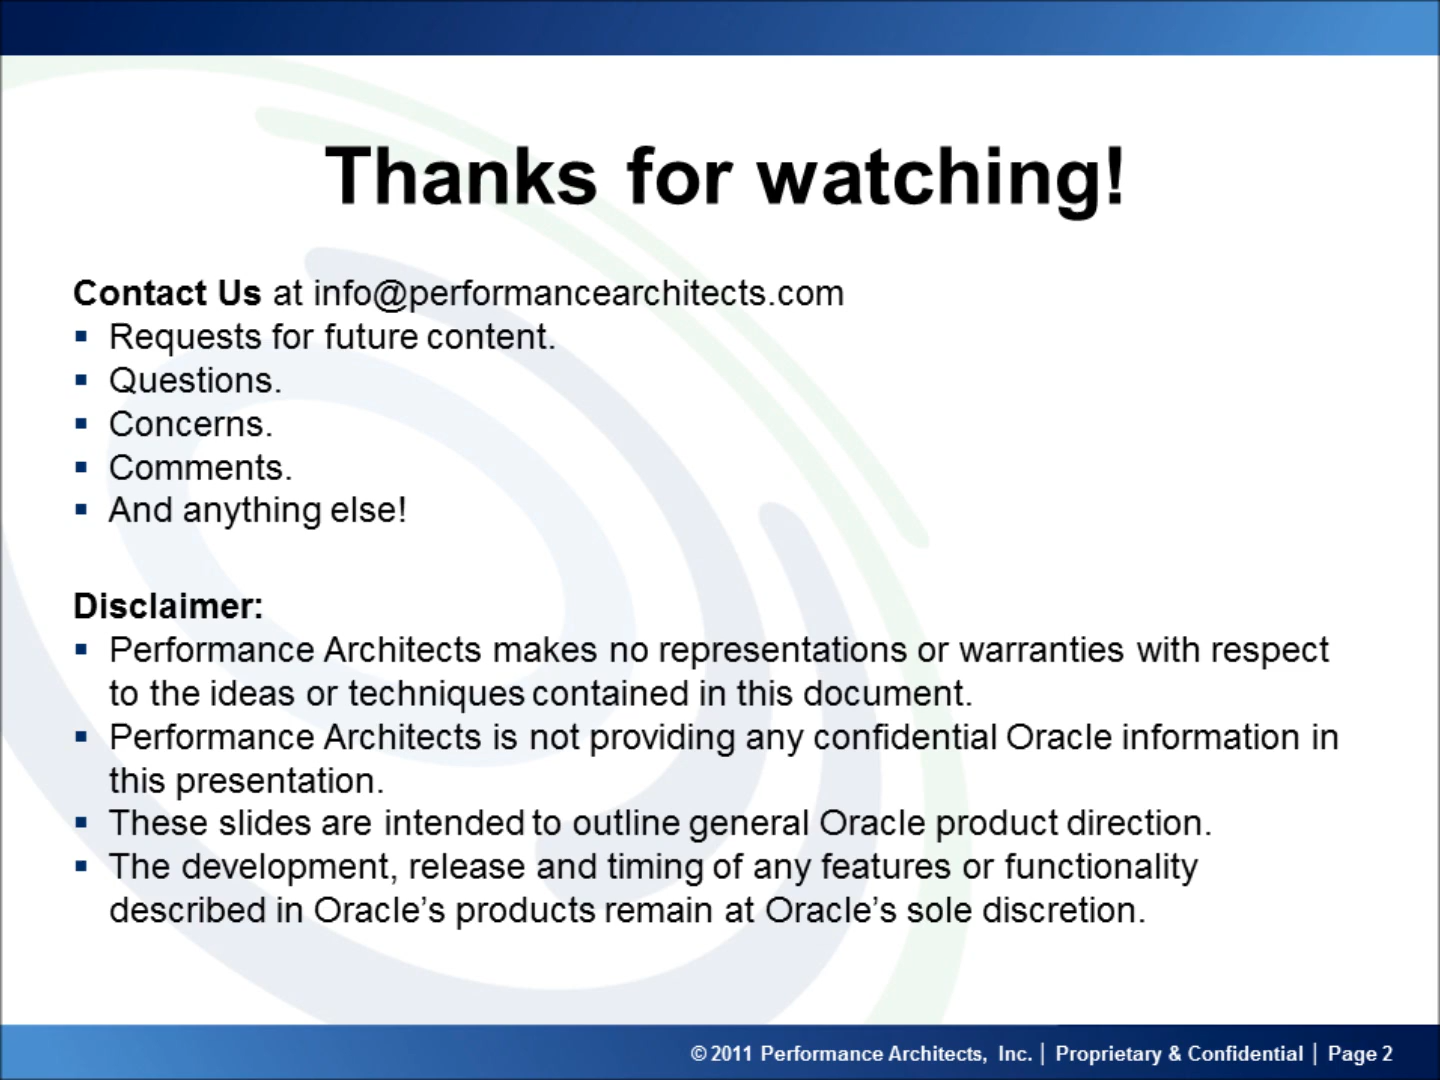 Thanks for watching!
Contact Us at info@performancearchitects.com
▪ Requests for future content.
▪ Questions.
▪ Concerns.
▪ Comments.
▪ And anything else!
Disclaimer:
▪ Performance Architects makes no representations or warranties with respect
to the ideas or techniques contained in this document.
▪ Performance Architects is not providing any confidential Oracle information in
this presentation.
▪ These slides are intended to outline general Oracle product direction.
▪ The development, release and timing of any features or functionality
described in Oracle’s products remain at Oracle’s sole discretion.
© 2011 Performance Architects, Inc. | Proprietary & Confidential | Page 2